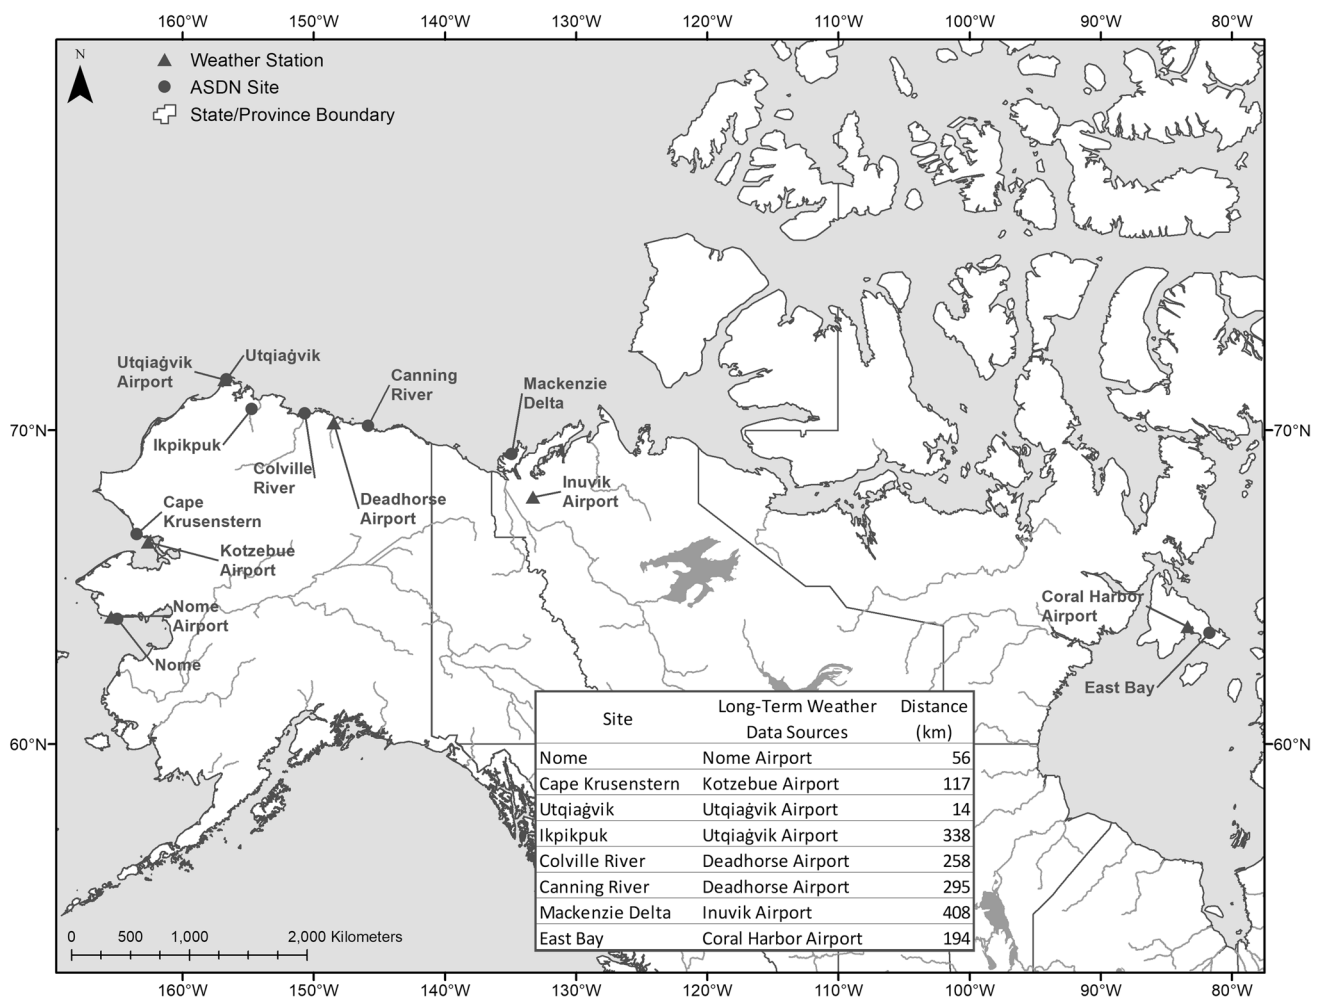 160°W 150°W 140°W 130°W 120°W 110°W 100°W 90°W 80°W
N
Weather Station
ASDN Site
State/Province Boundary
Utqiaġvik
Airport
Utqiaġvik
Canning
River
Mackenzie
Delta
70°N
70°N
Ikpikpuk
Colville
River
Deadhorse
Airport
Inuvik
Airport
Cape
Krusenstern
Kotzebue
Airport
Nome
Airport
Nome
Coral Harbor
Airport
East Bay
60°N
60°N
Site Long-Term Weather Data Sources Distance (km)
Nome Nome Airport 56
Cape Krusenstern Kotzebue Airport 117
Utqiaġvik Utqiaġvik Airport 14
Ikpikpuk Utqiaġvik Airport 338
Colville River Deadhorse Airport 258
Canning River Deadhorse Airport 295
Mackenzie Delta Inuvik Airport 408
East Bay Coral Harbor Airport 194
0 500 1,000 2,000 Kilometers
160°W 150°W 140°W 130°W 120°W 110°W 100°W 90°W 80°W